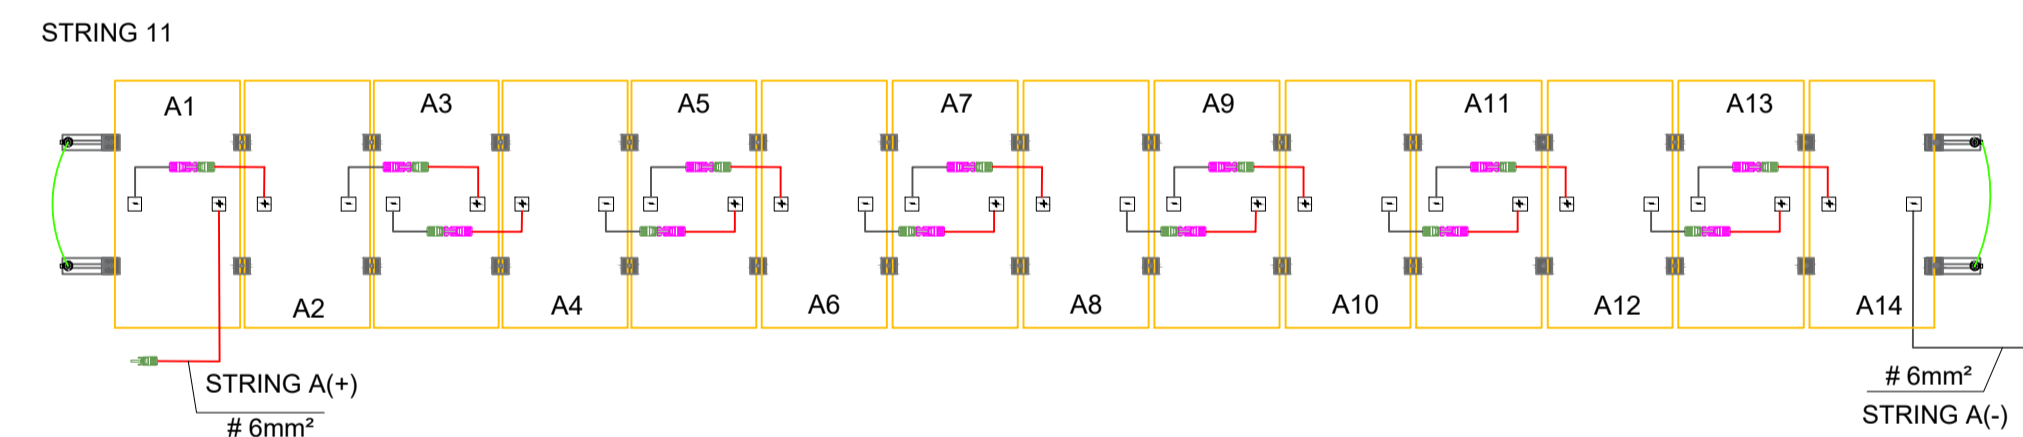 STRING 11
A1
A3
A5
A7
A9
A11
A13
- + + - - + + - - + + - - + + - - + + - - + + - - + + -
A2
A4
A6
A8
A10
A12
A14
STRING A(+)
# 6mm²
# 6mm²
STRING A(-)